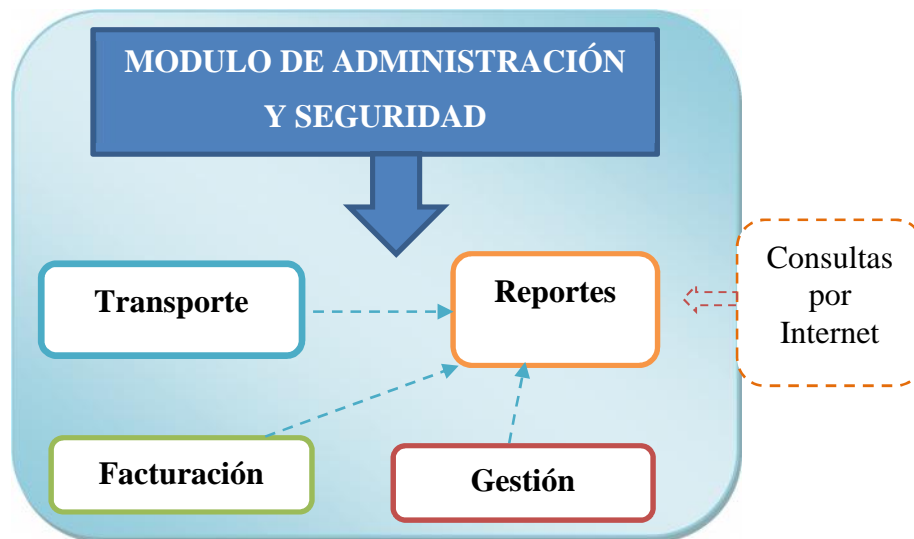 MODULO DE ADMINISTRACIÓN
Y SEGURIDAD
Transporte
Reportes
Consultas
por
Internet
Facturación
Gestión